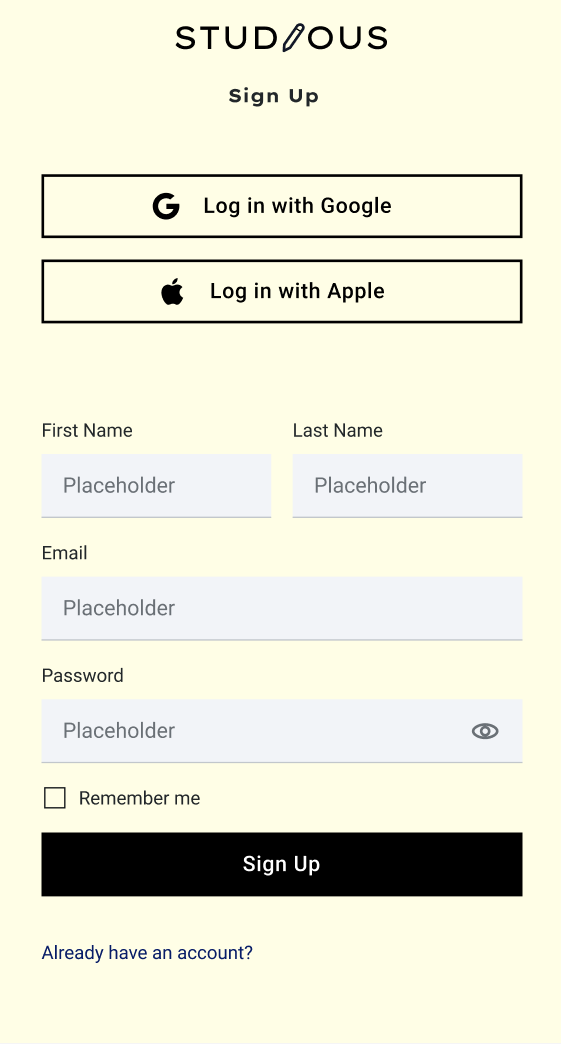 STUDIOUS
Sign Up
Log in with Google
Log in with Apple
First Name Last Name
Placeholder Placeholder
Email
Placeholder
Password
Placeholder
Remember me
Sign Up
Already have an account?